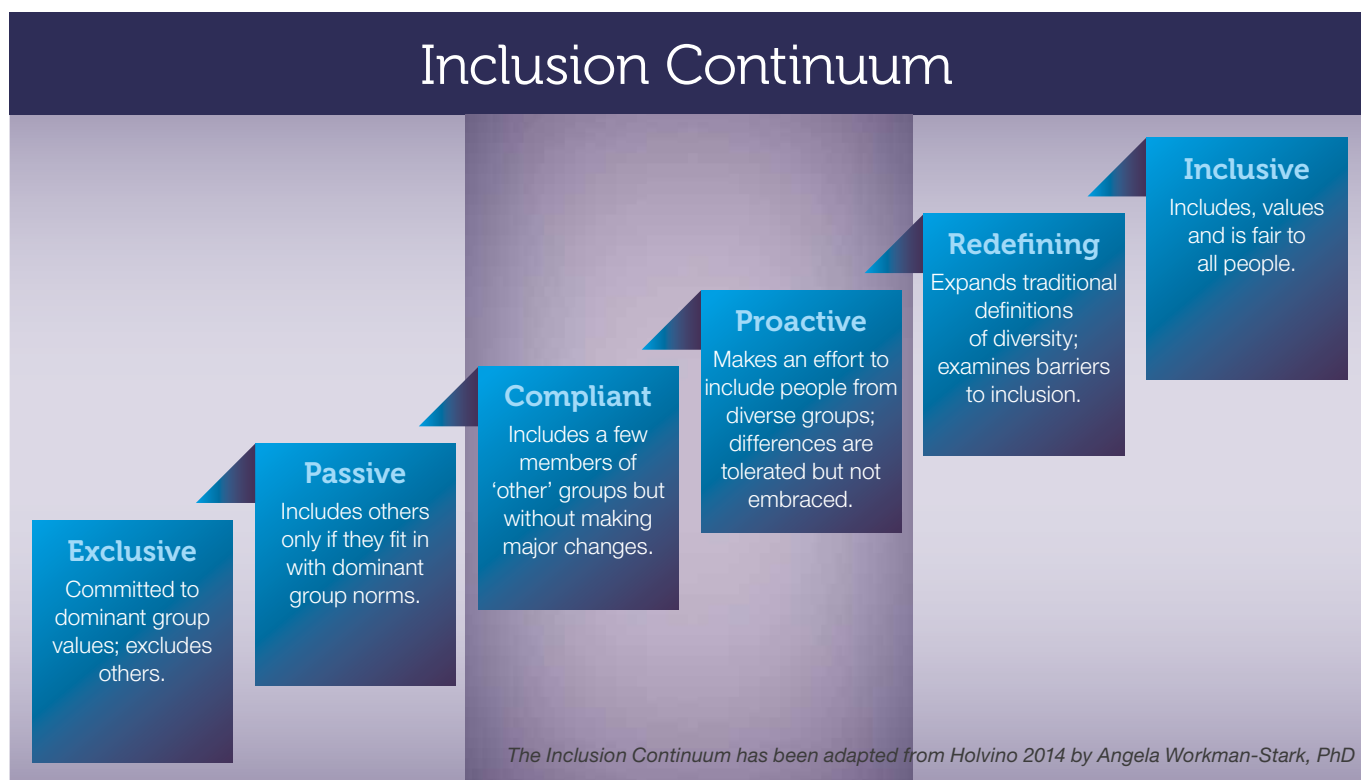 Inclusion Continuum
Exclusive
Committed to
dominant group
values; excludes
others.
Passive
Includes others
only if they fit in
with dominant
group norms.
Compliant
Includes a few
members of
‘other’ groups but
without making
major changes.
Proactive
Makes an effort to
include people from
diverse groups;
differences are
tolerated but not
embraced.
Redefining
Expands traditional
definitions
of diversity;
examines barriers
to inclusion.
Inclusive
Includes, values
and is fair to
all people.
The Inclusion Continuum has been adapted from Holvino 2014 by Angela Workman-Stark, PhD